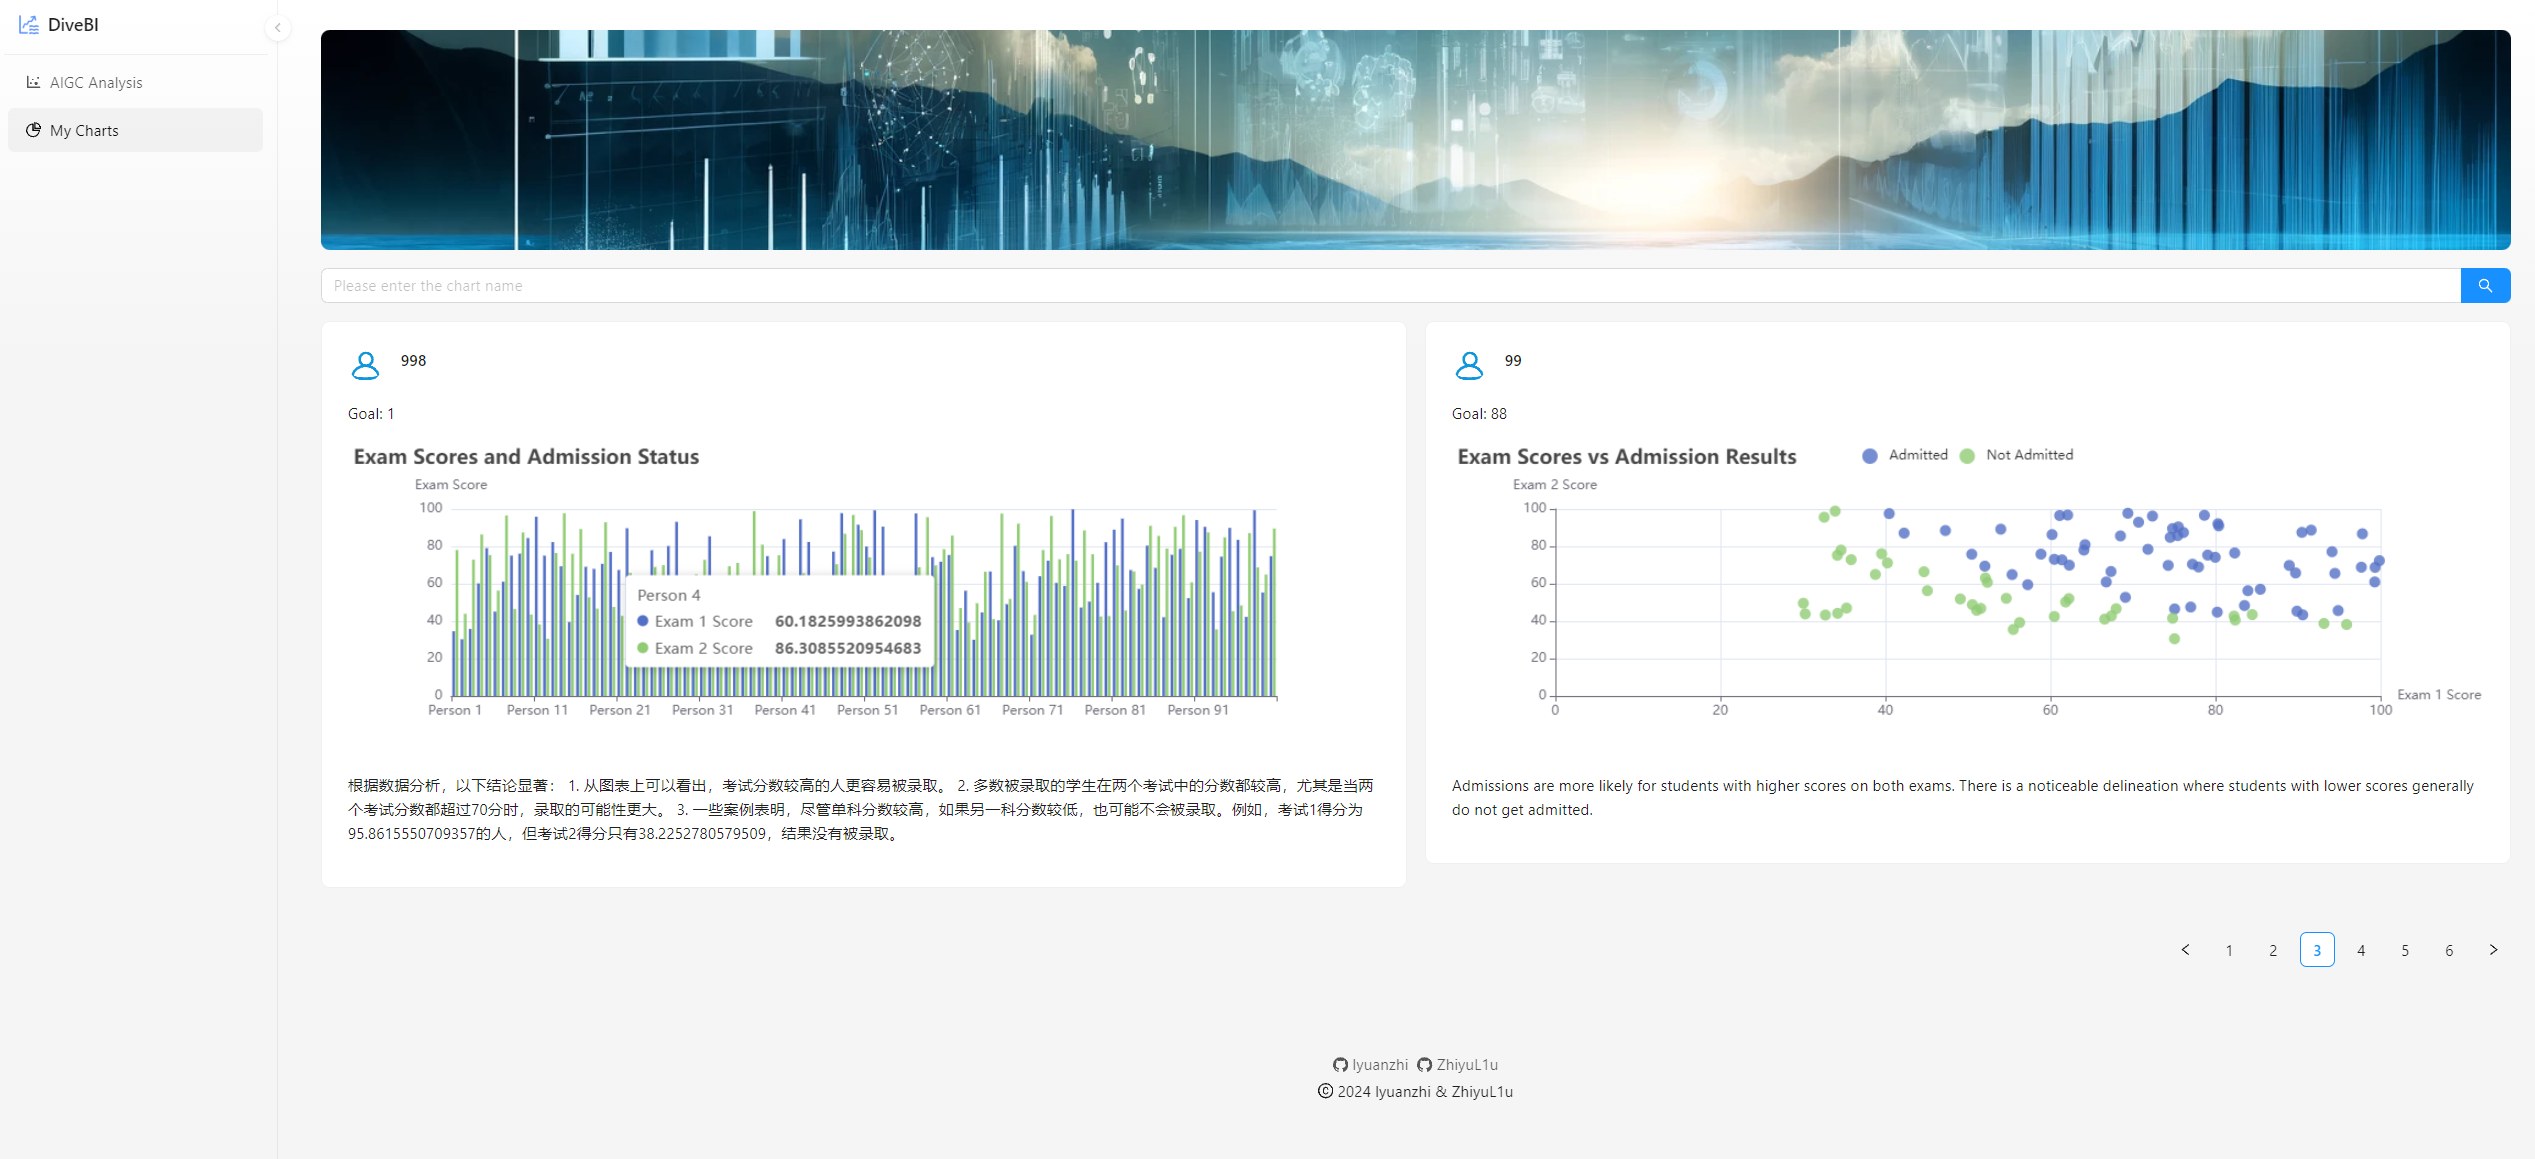 DiveBI
AIGC Analysis
My Charts
Please enter the chart name
998
Goal: 1
Exam Scores and Admission Status
Exam Score
100
80
60
40
20
0
Person 4
Exam 1 Score 60.1825993862098
Exam 2 Score 86.3085520954683
Person 1 Person 11 Person 21 Person 31 Person 41 Person 51 Person 61 Person 71 Person 81 Person 91
根据数据分析，以下结论显著： 1. 从图表上可以看出，考试分数较高的人更容易被录取。 2. 多数被录取的学生在两个考试中的分数都较高，尤其是当两
个考试分数都超过70分时，录取的可能性更大。 3. 一些案例表明，尽管单科分数较高，如果另一科分数较低，也可能不会被录取。例如，考试1得分为
95.8615550709357的人，但考试2得分只有38.2252780579509，结果没有被录取。
99
Goal: 88
Exam Scores vs Admission Results
Admitted Not Admitted
Exam 2 Score
100
80
60
40
20
0
Exam 1 Score
0 20 40 60 80 100
Admissions are more likely for students with higher scores on both exams. There is a noticeable delineation where students with lower scores generally
do not get admitted.
< 1 2 3 4 5 6 >
lyuanzhi ZhiyuL1u
© 2024 lyuanzhi & ZhiyuL1u